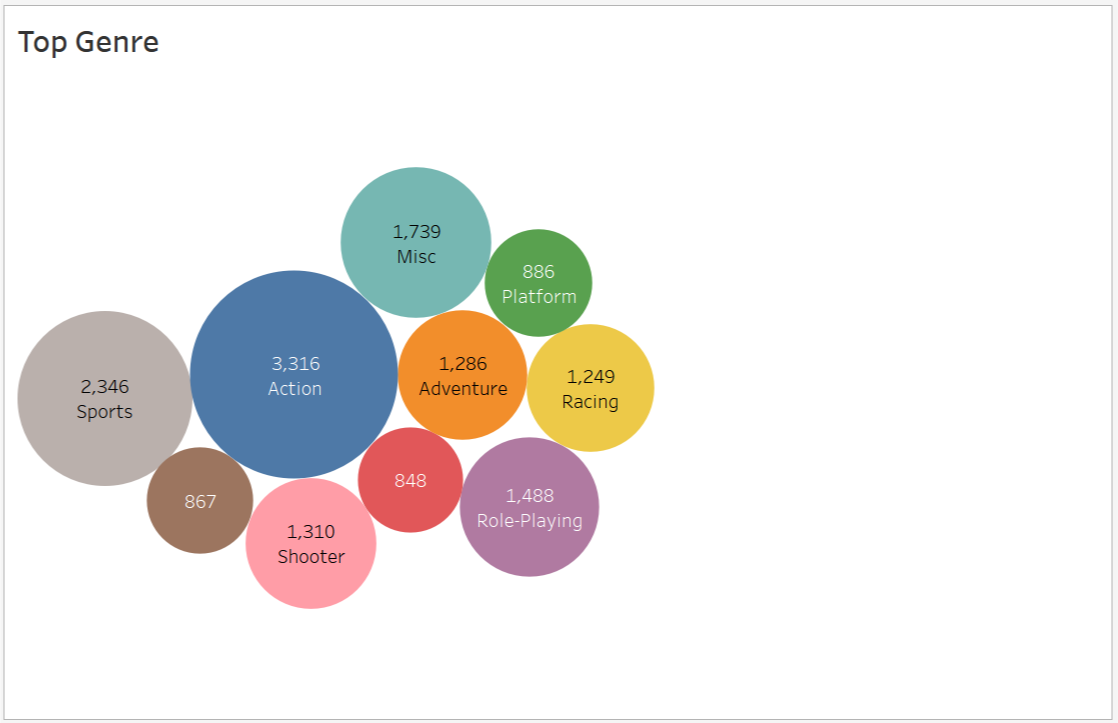 Top Genre
1,739
Misc
886
Platform
3,316
Action
1,286
Adventure
1,249
Racing
2,346
Sports
867
848
1,488
Role-Playing
1,310
Shooter